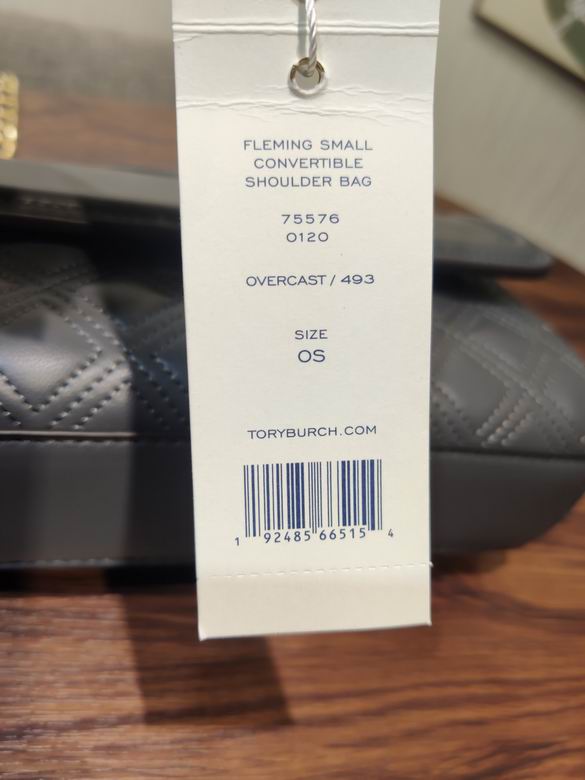 FLEMING SMALL
CONVERTIBLE
SHOULDER BAG
75576
0120
OVERCAST / 493
SIZE
OS
TORYBURCH.COM
1 92485 66515 4